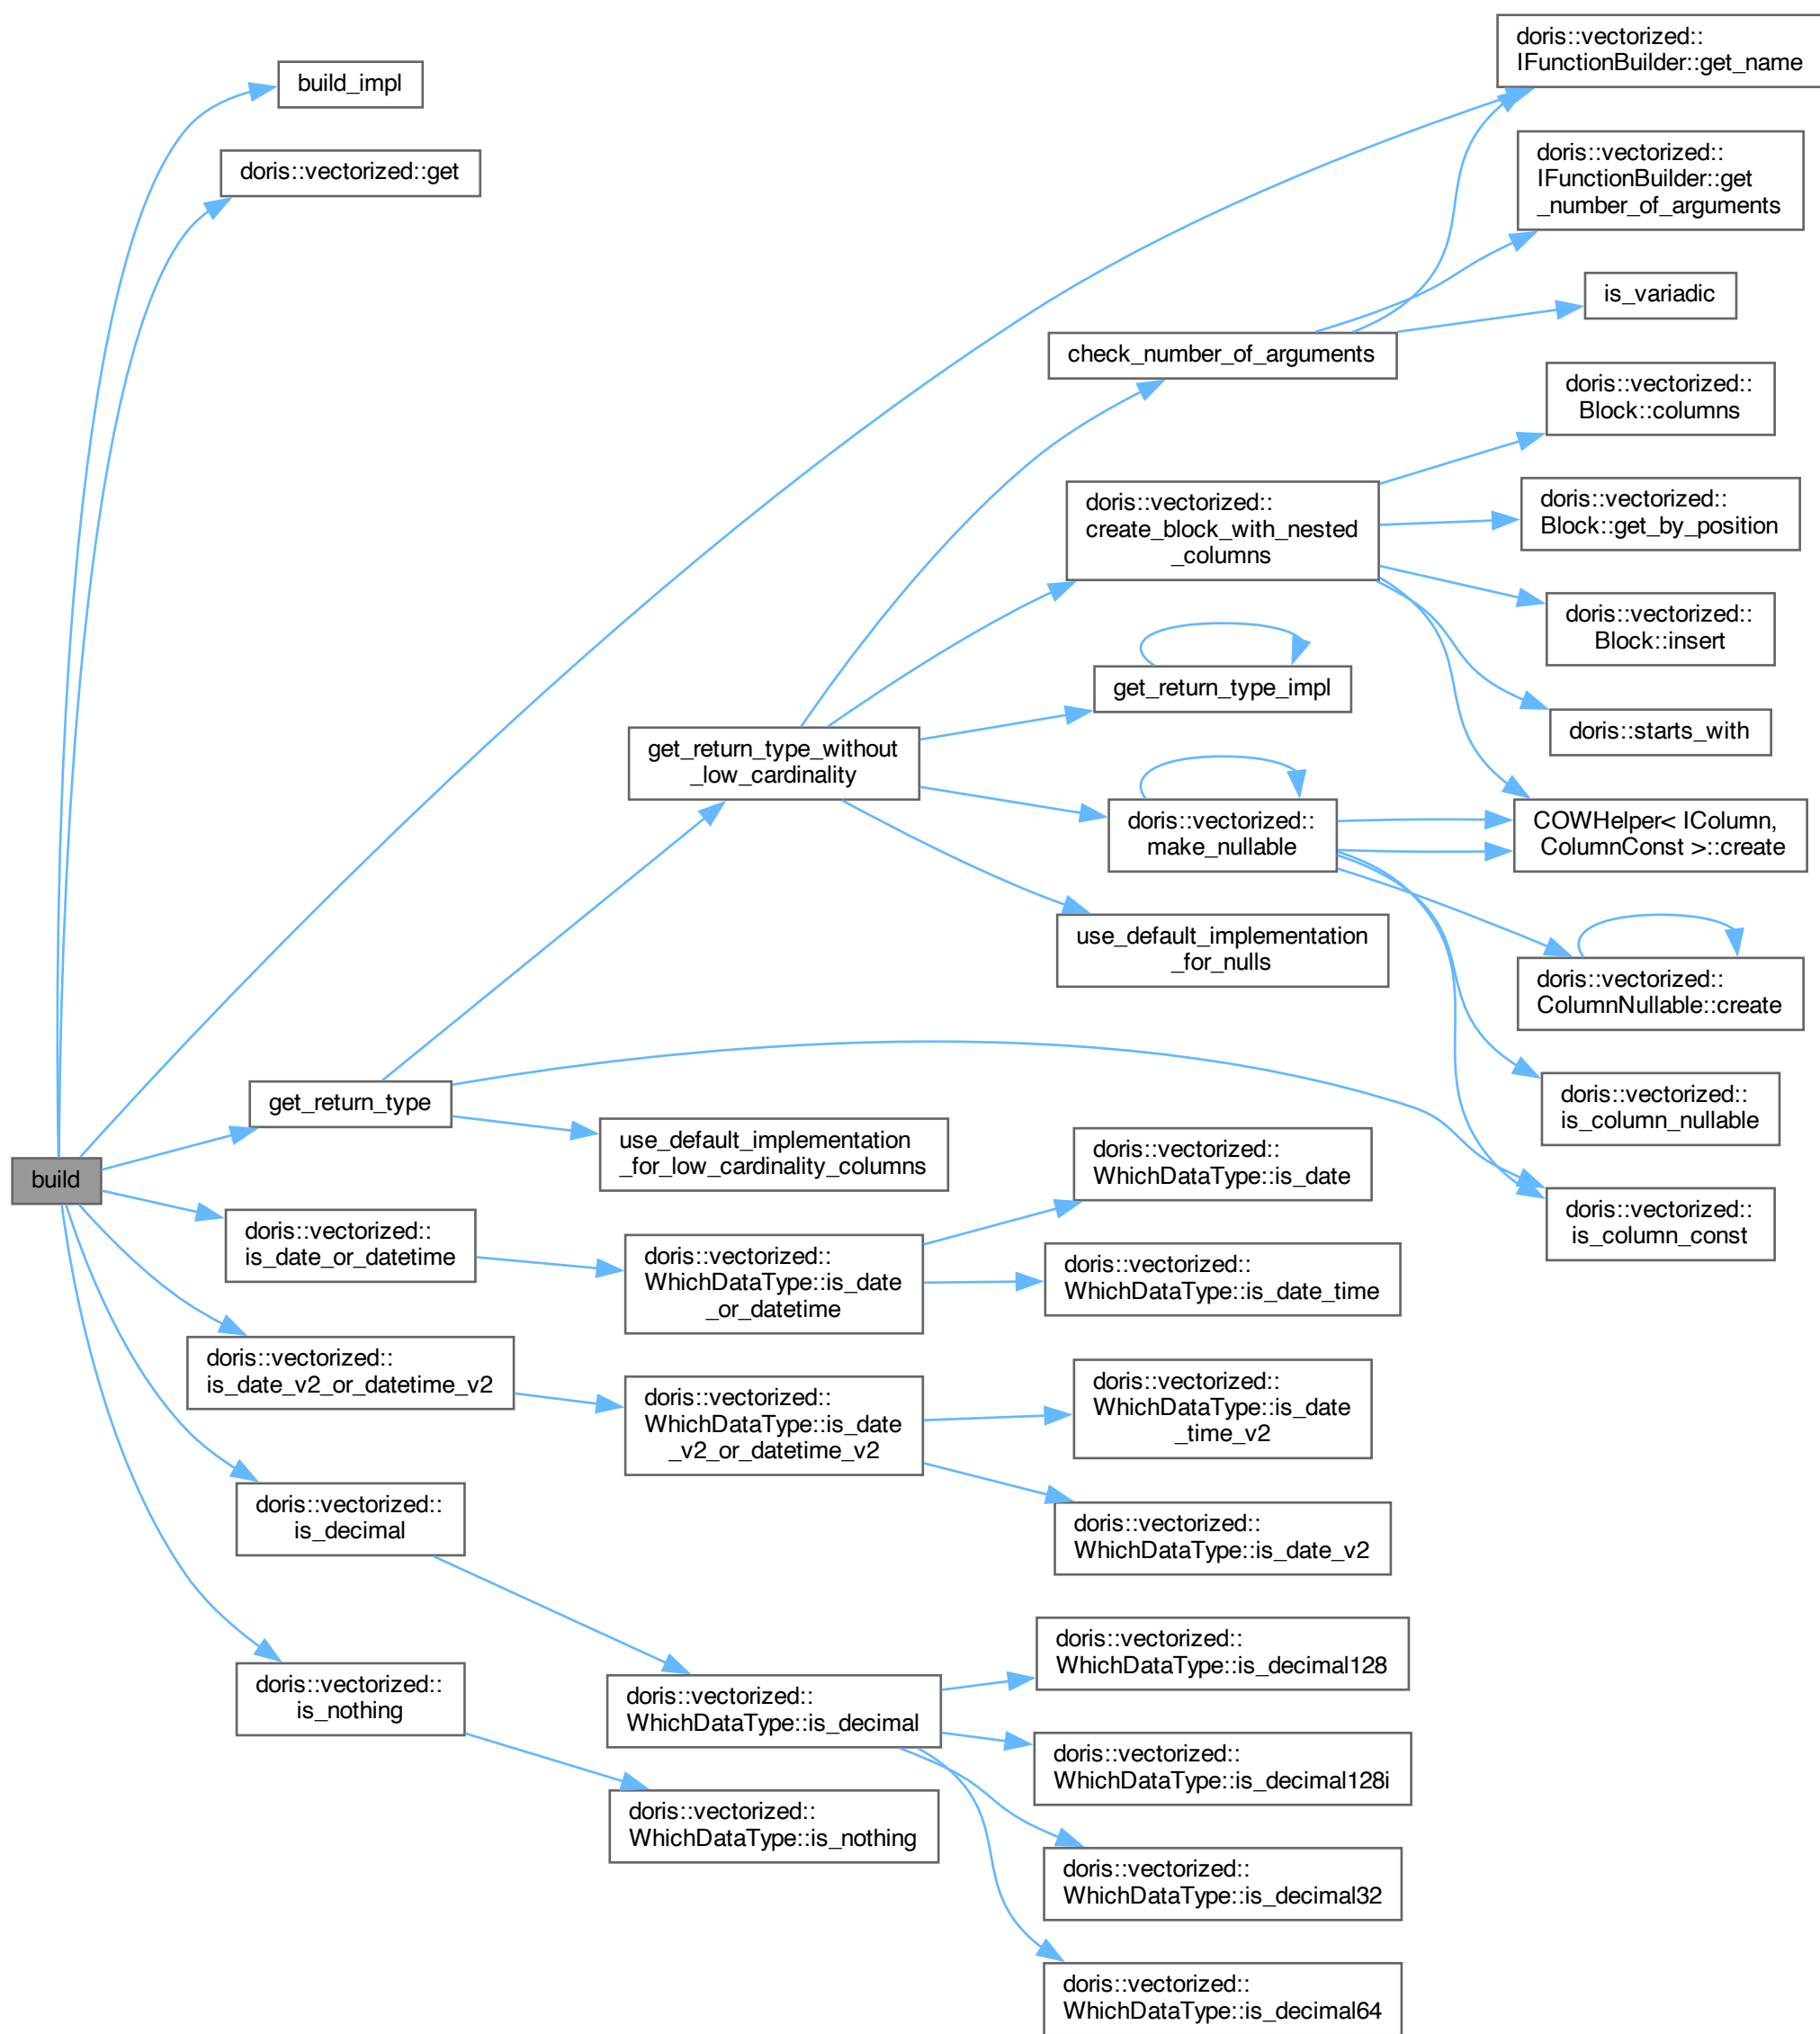 doris::vectorized::
IFunctionBuilder::get_name
build_impl
doris::vectorized::get
doris::vectorized::
IFunctionBuilder::get
_number_of_arguments
is_variadic
check_number_of_arguments
doris::vectorized::
Block::columns
doris::vectorized::
create_block_with_nested
_columns
doris::vectorized::
Block::get_by_position
doris::vectorized::
Block::insert
get_return_type_impl
doris::starts_with
get_return_type_without
_low_cardinality
doris::vectorized::
make_nullable
COWHelper< IColumn,
ColumnConst >::create
use_default_implementation
_for_nulls
doris::vectorized::
ColumnNullable::create
get_return_type
doris::vectorized::
is_column_nullable
use_default_implementation
_for_low_cardinality_columns
doris::vectorized::
WhichDataType::is_date
build
doris::vectorized::
is_column_const
doris::vectorized::
is_date_or_datetime
doris::vectorized::
WhichDataType::is_date
_or_datetime
doris::vectorized::
WhichDataType::is_date_time
doris::vectorized::
is_date_v2_or_datetime_v2
doris::vectorized::
WhichDataType::is_date
_v2_or_datetime_v2
doris::vectorized::
WhichDataType::is_date
_time_v2
doris::vectorized::
is_decimal
doris::vectorized::
WhichDataType::is_date_v2
doris::vectorized::
WhichDataType::is_decimal128
doris::vectorized::
is_nothing
doris::vectorized::
WhichDataType::is_decimal
doris::vectorized::
WhichDataType::is_decimal128i
doris::vectorized::
WhichDataType::is_nothing
doris::vectorized::
WhichDataType::is_decimal32
doris::vectorized::
WhichDataType::is_decimal64